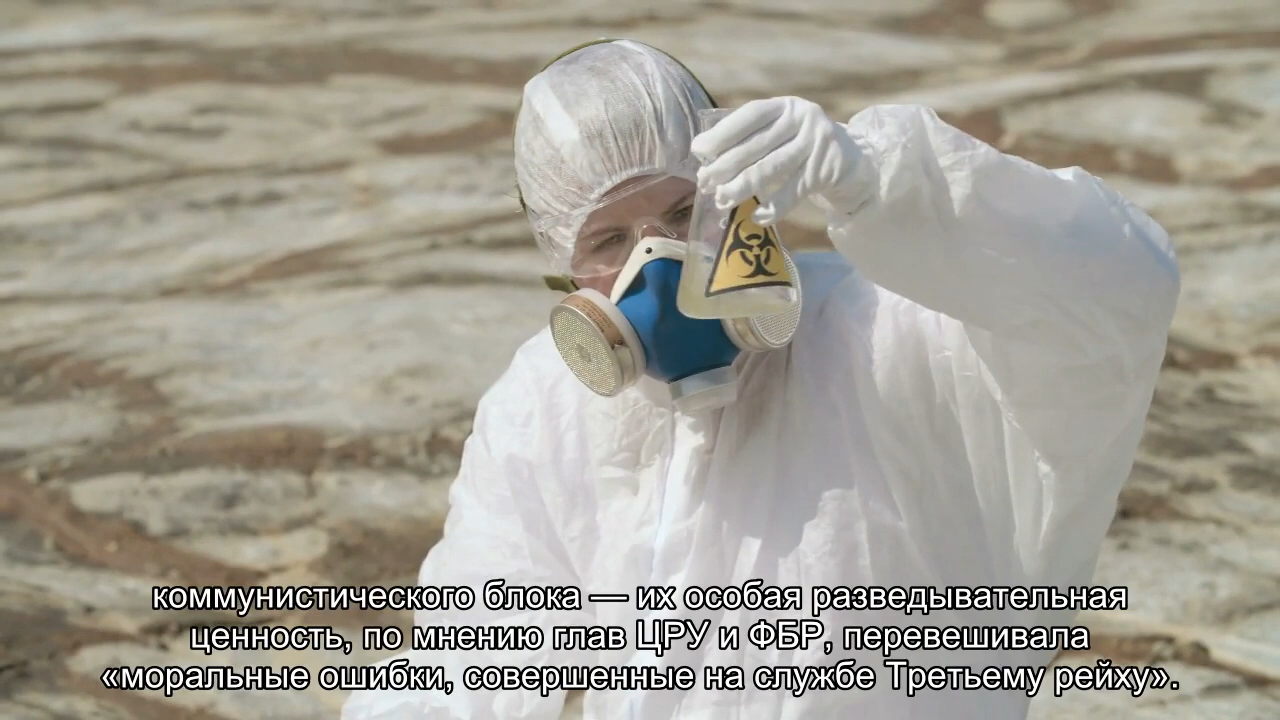 коммунистического блока — их особая разведывательная
ценность, по мнению глав ЦРУ и ФБР, перевешивала
«моральные ошибки, совершенные на службе Третьему рейху».